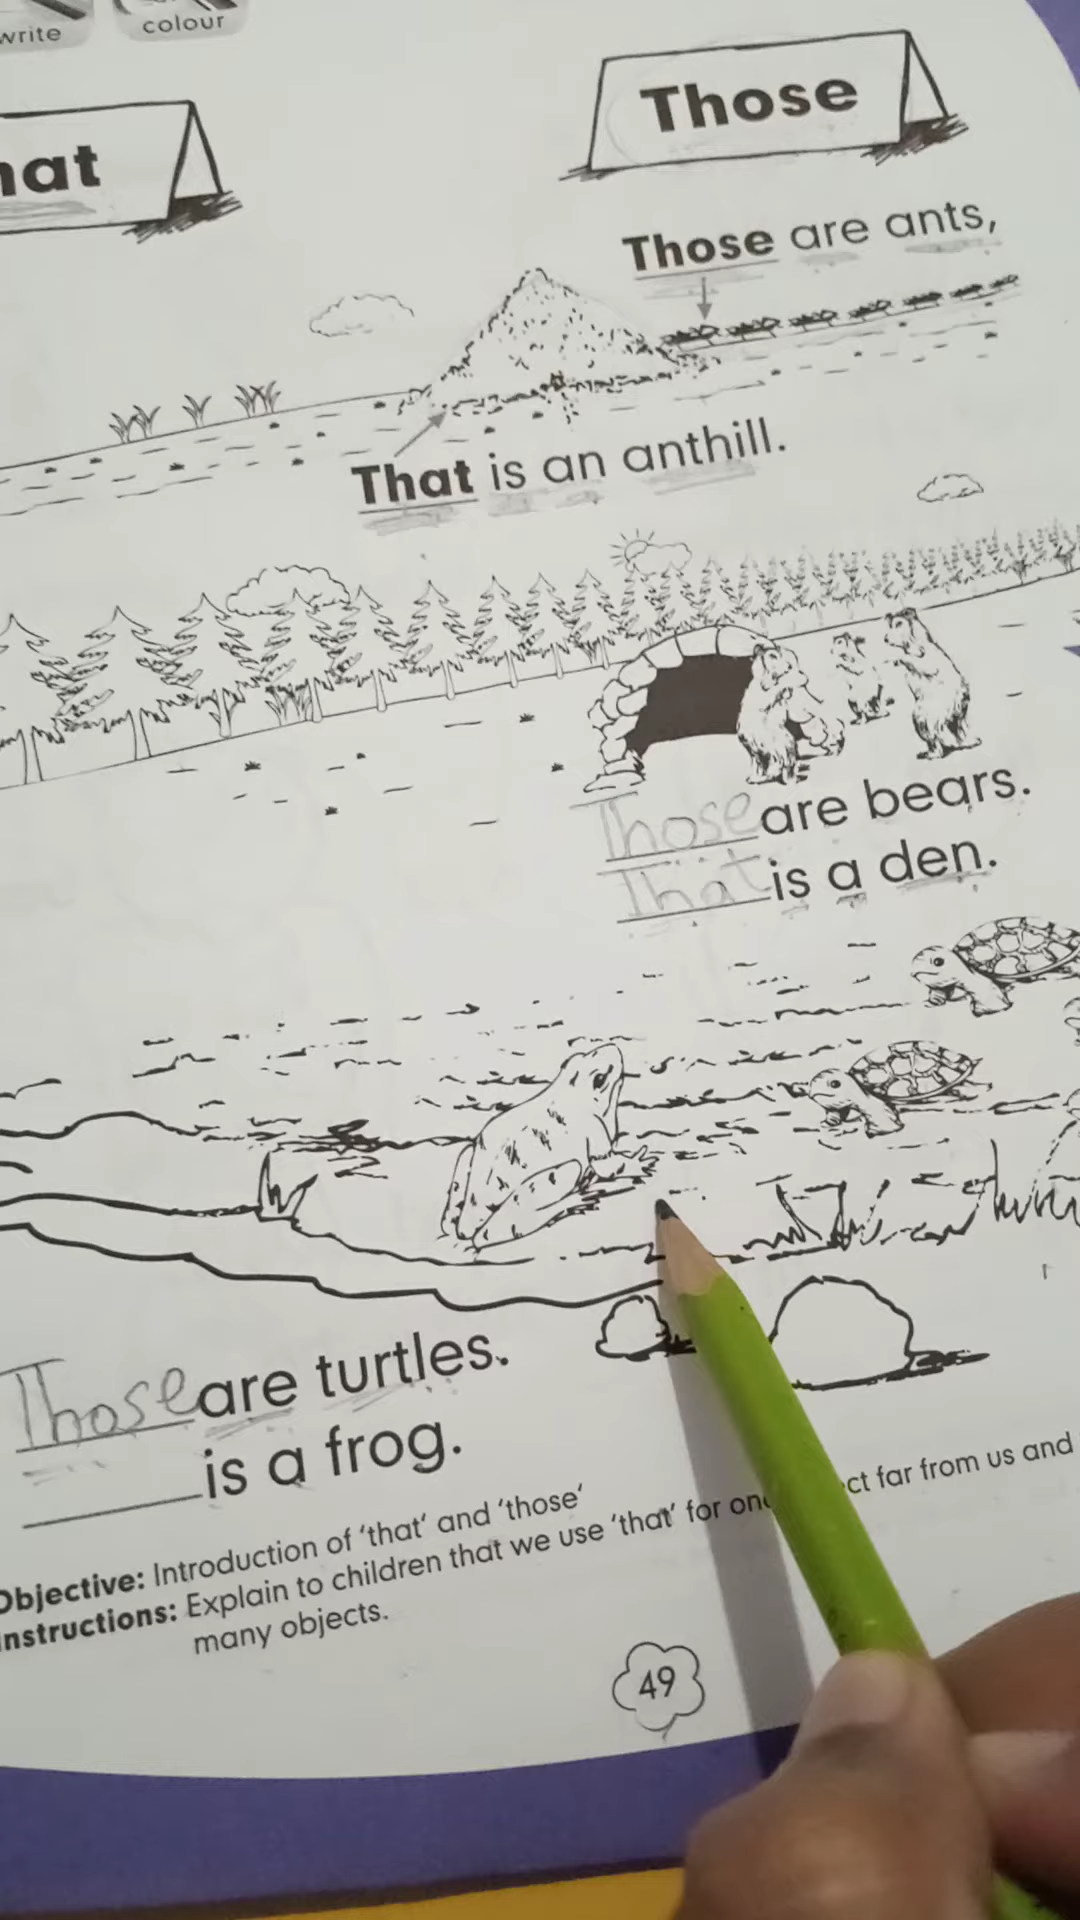 write
colour
hat
Those
Those are ants,
That is an anthill.
Those are bears.
That is a den.
Those are turtles.
is a frog.
Objective: Introduction of 'that' and 'those'
Instructions: Explain to children that we use 'that' for one ct far from us and
many objects.
49